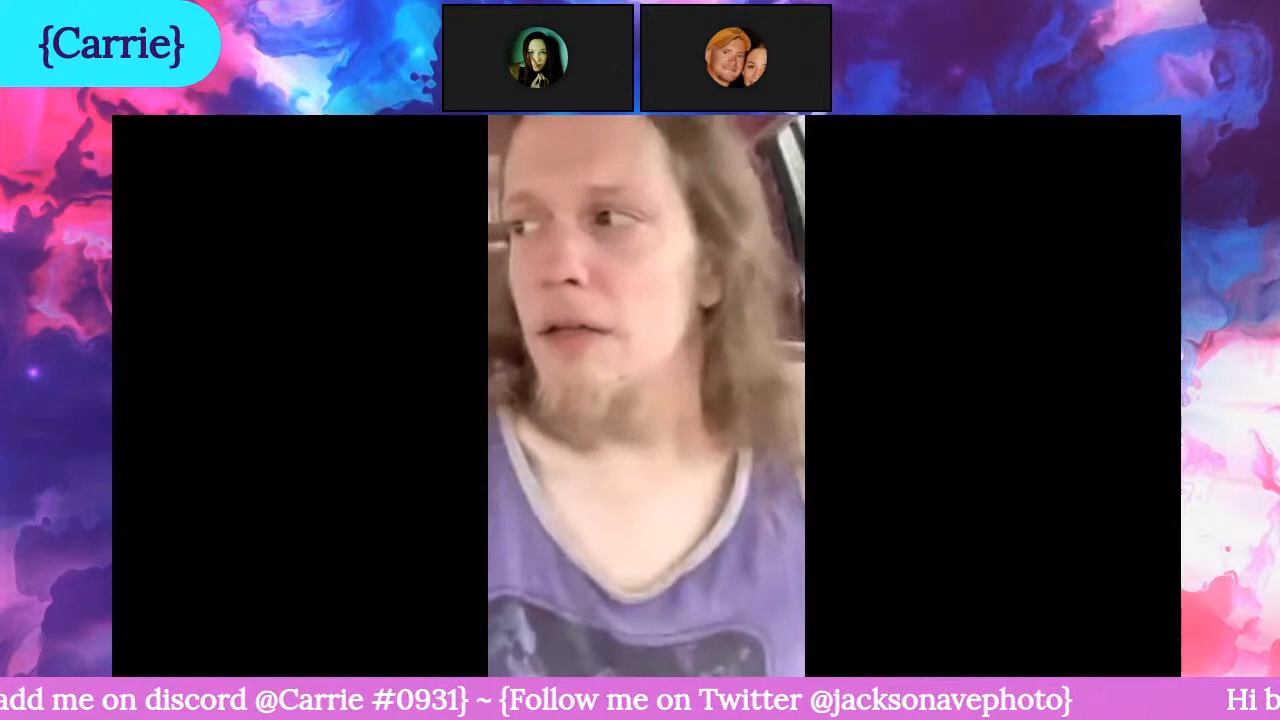 {Carrie}
add me on discord @Carrie #0931} ~ {Follow me on Twitter @jacksonavephoto}
Hi b